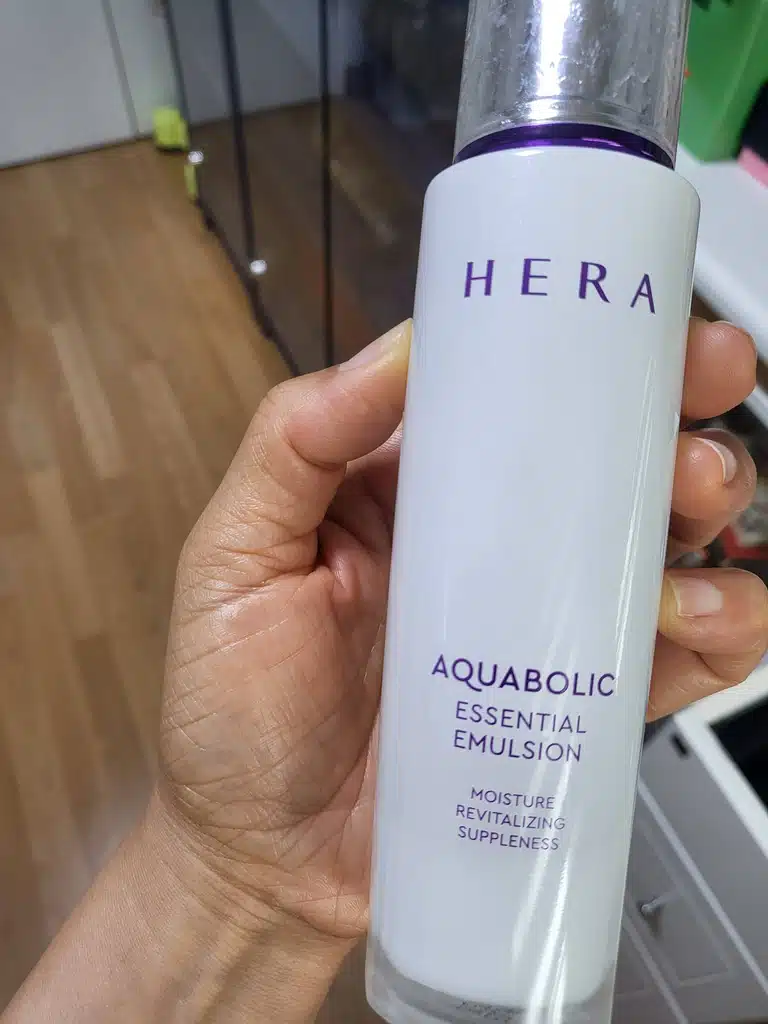 HERA
AQUABOLIC
ESSENTIAL
EMULSION
MOISTURE
REVITALIZING
SUPPLENESS